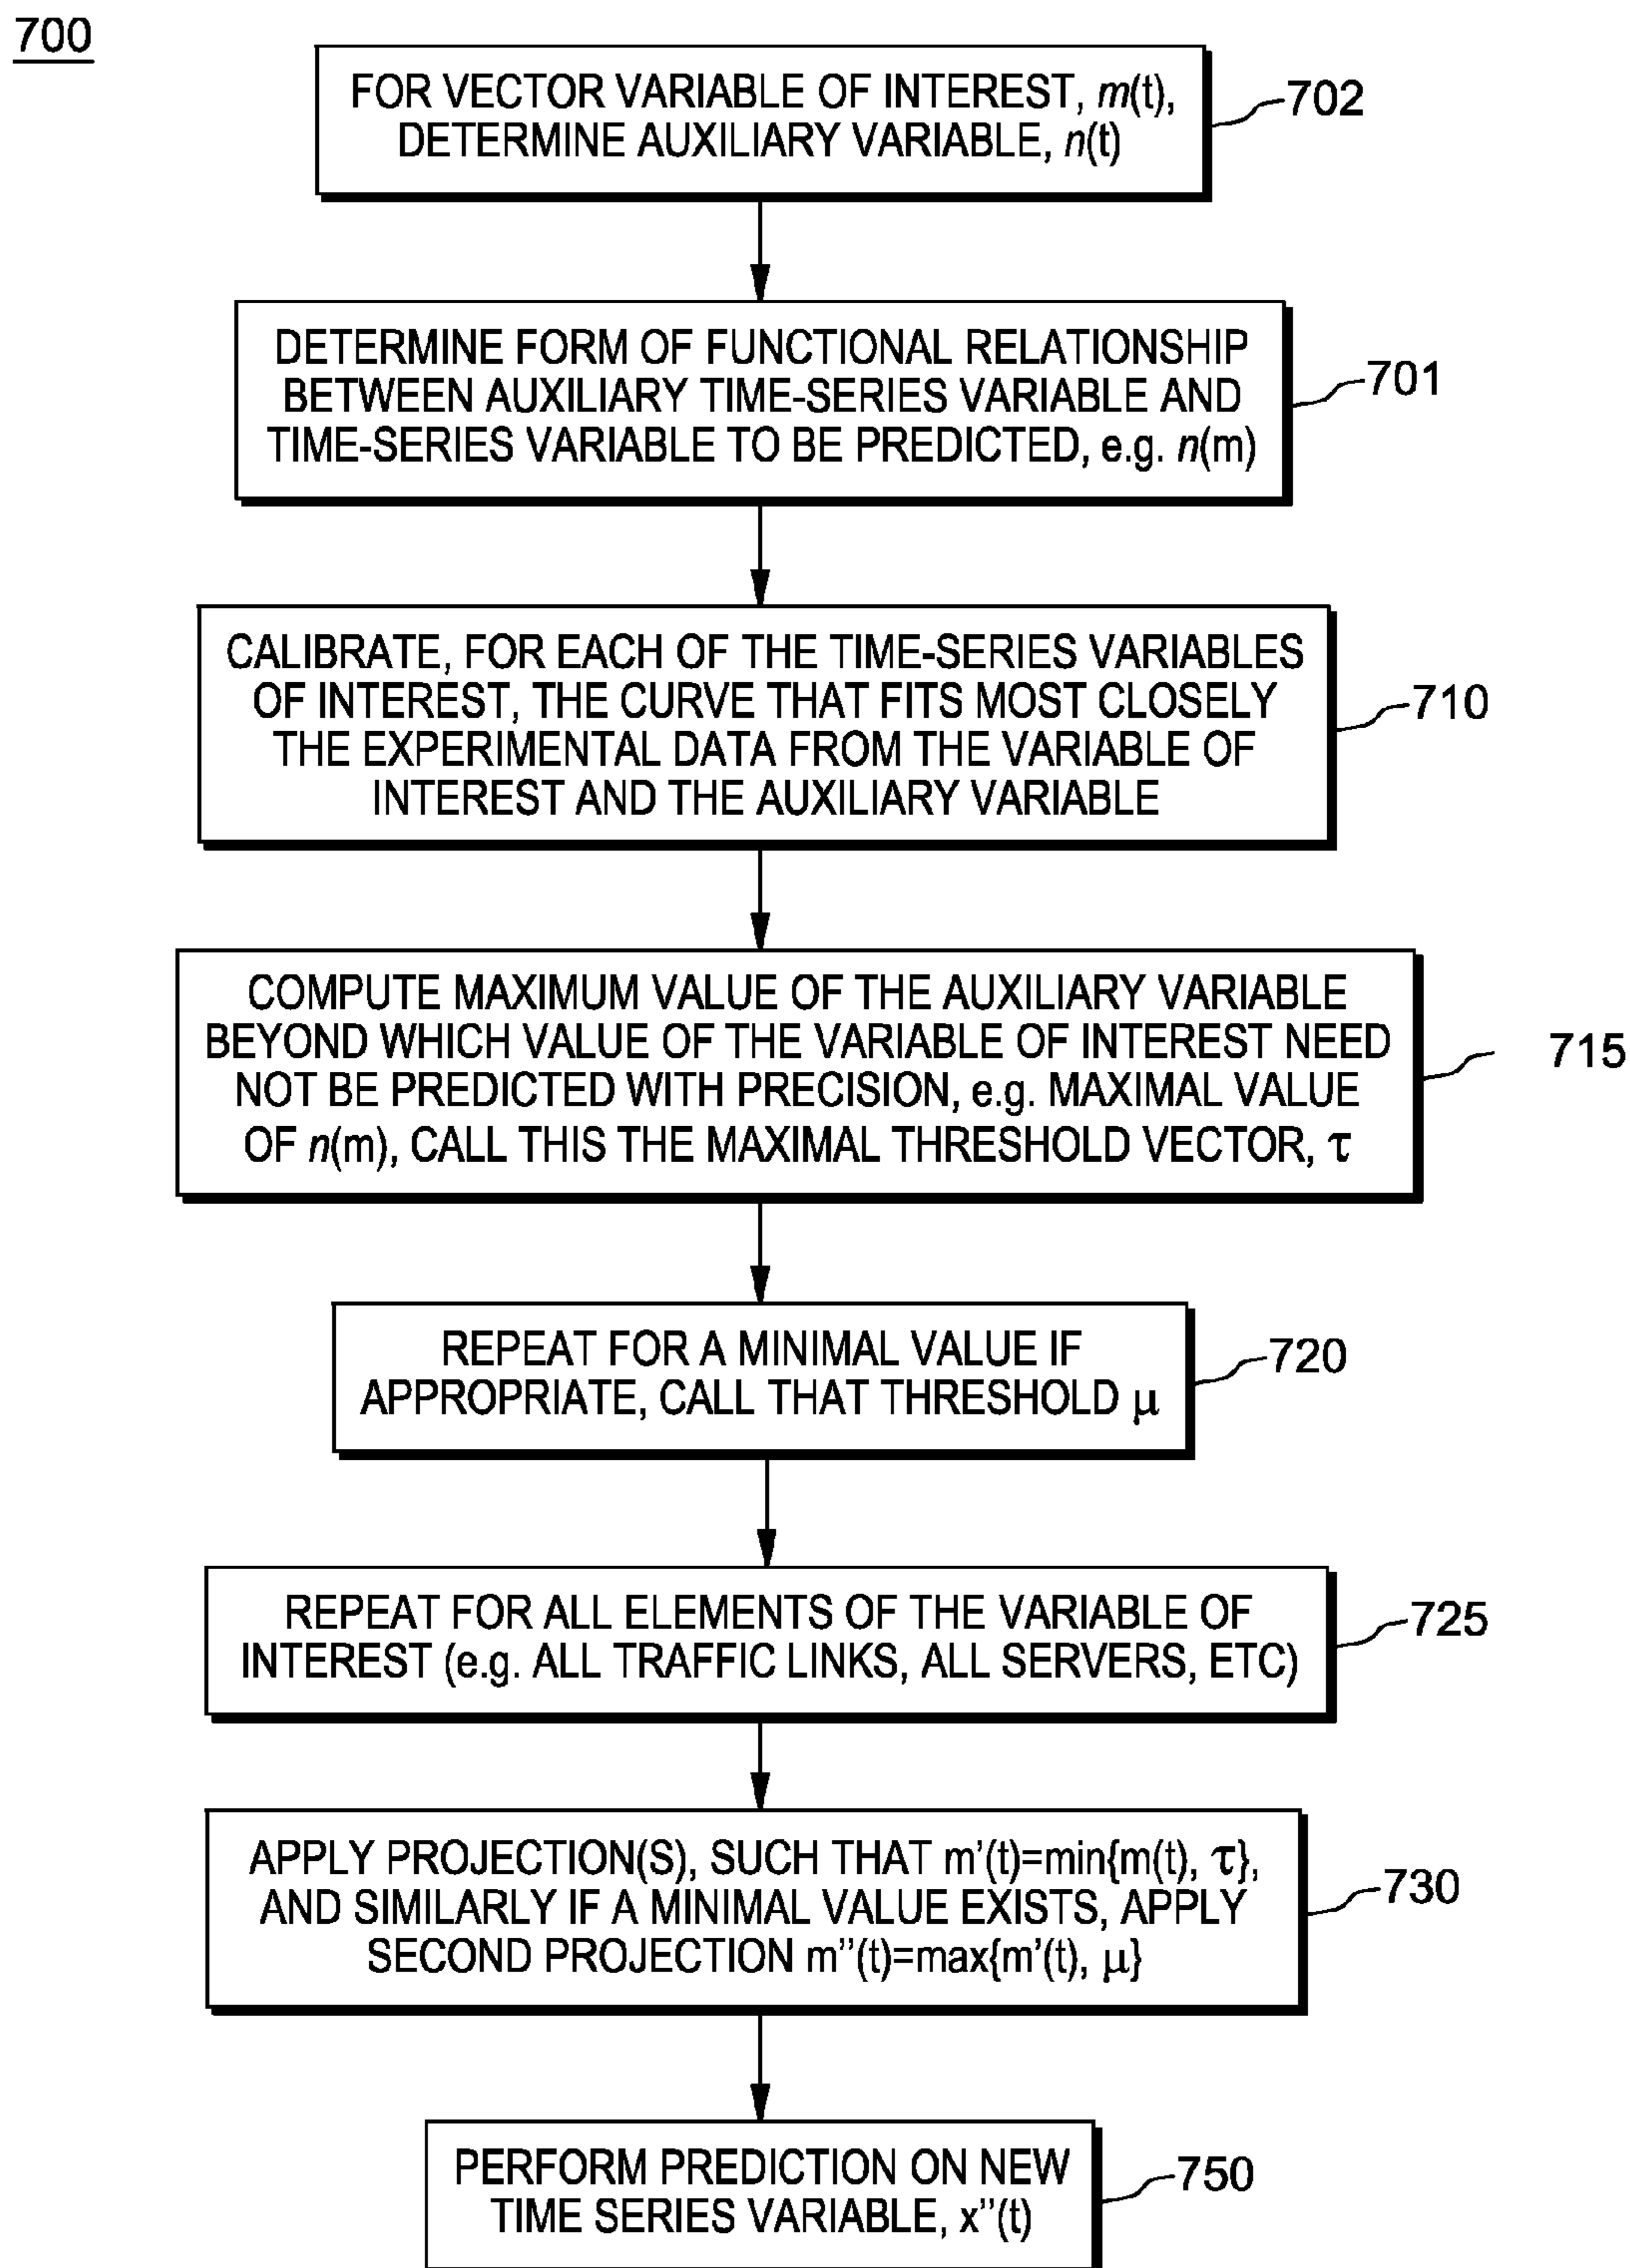 700
FOR VECTOR VARIABLE OF INTEREST, m(t),
DETERMINE AUXILIARY VARIABLE, n(t)
702
DETERMINE FORM OF FUNCTIONAL RELATIONSHIP
BETWEEN AUXILIARY TIME-SERIES VARIABLE AND
TIME-SERIES VARIABLE TO BE PREDICTED, e.g. n(m)
701
CALIBRATE, FOR EACH OF THE TIME-SERIES VARIABLES
OF INTEREST, THE CURVE THAT FITS MOST CLOSELY
THE EXPERIMENTAL DATA FROM THE VARIABLE OF
INTEREST AND THE AUXILIARY VARIABLE
710
COMPUTE MAXIMUM VALUE OF THE AUXILIARY VARIABLE
BEYOND WHICH VALUE OF THE VARIABLE OF INTEREST NEED
NOT BE PREDICTED WITH PRECISION, e.g. MAXIMAL VALUE
OF n(m), CALL THIS THE MAXIMAL THRESHOLD VECTOR, τ
715
REPEAT FOR A MINIMAL VALUE IF
APPROPRIATE, CALL THAT THRESHOLD μ
720
REPEAT FOR ALL ELEMENTS OF THE VARIABLE OF
INTEREST (e.g. ALL TRAFFIC LINKS, ALL SERVERS, ETC)
725
APPLY PROJECTION(S), SUCH THAT m'(t)=min{m(t), τ},
AND SIMILARLY IF A MINIMAL VALUE EXISTS, APPLY
SECOND PROJECTION m''(t)=max{m'(t), μ}
730
PERFORM PREDICTION ON NEW
TIME SERIES VARIABLE, x''(t)
750